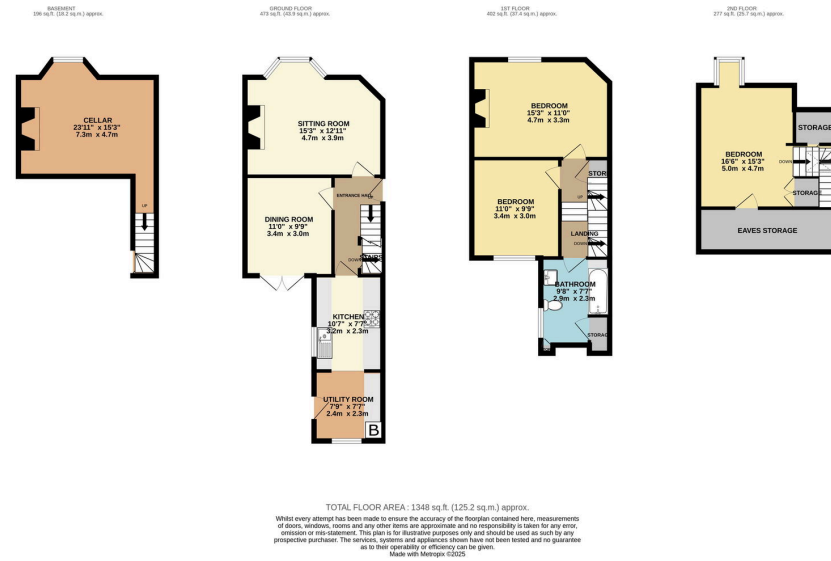 BASEMENT
196 sq.ft. (18.2 sq.m.) approx.
CELLAR
23'11" x 15'3"
7.3m x 4.7m
UP
GROUND FLOOR
473 sq.ft. (43.9 sq.m.) approx.
SITTING ROOM
15'3" x 12'11"
4.7m x 3.9m
ENTRANCE HALL
UP
DINING ROOM
11'0" x 9'9"
3.4m x 3.0m
DOWN
STAIRS
KITCHEN
10'7" x 7'7"
3.2m x 2.3m
UTILITY ROOM
7'9" x 7'7"
2.4m x 2.3m
B
1ST FLOOR
402 sq.ft. (37.4 sq.m.) approx.
BEDROOM
15'3" x 11'0"
4.7m x 3.3m
STOR
UP
BEDROOM
11'0" x 9'9"
3.4m x 3.0m
LANDING
DOWN
BATHROOM
9'8" x 7'7"
2.9m x 2.3m
STORAG
2ND FLOOR
277 sq.ft. (25.7 sq.m.) approx.
STORAGE
BEDROOM
16'6" x 15'3"
5.0m x 4.7m
DOWN
STORAGE
EAVES STORAGE
TOTAL FLOOR AREA : 1348 sq.ft. (125.2 sq.m.) approx.
Whilst every attempt has been made to ensure the accuracy of the floorplan contained here, measurements
of doors, windows, rooms and any other items are approximate and no responsibility is taken for any error,
omission or mis-statement. This plan is for illustrative purposes only and should be used as such by any
prospective purchaser. The services, systems and appliances shown have not been tested and no guarantee
as to their operability or efficiency can be given.
Made with Metropix ©2025